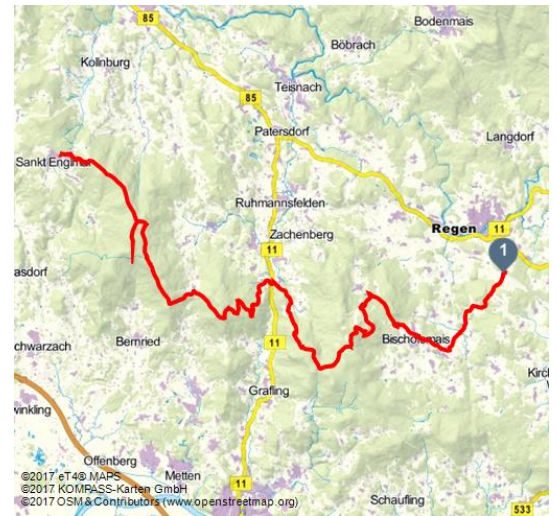 85
Bodenmais
Böbrach
Kollnburg
Teisnach
85
Patersdorf
Langdorf
Sankt Englmar
Ruhmannsfelden
Regen
11
Zachenberg
11
1
asdorf
chwarzach
Bernried
11
Bischofsmais
Kirch
Grafling
winkling
Offenberg
Metten
11
Schaufling
533
©2017 eT4® MAPS
©2017 KOMPASS-Karten GmbH
©2017 OSM & Contributors (www.openstreetmap.org)